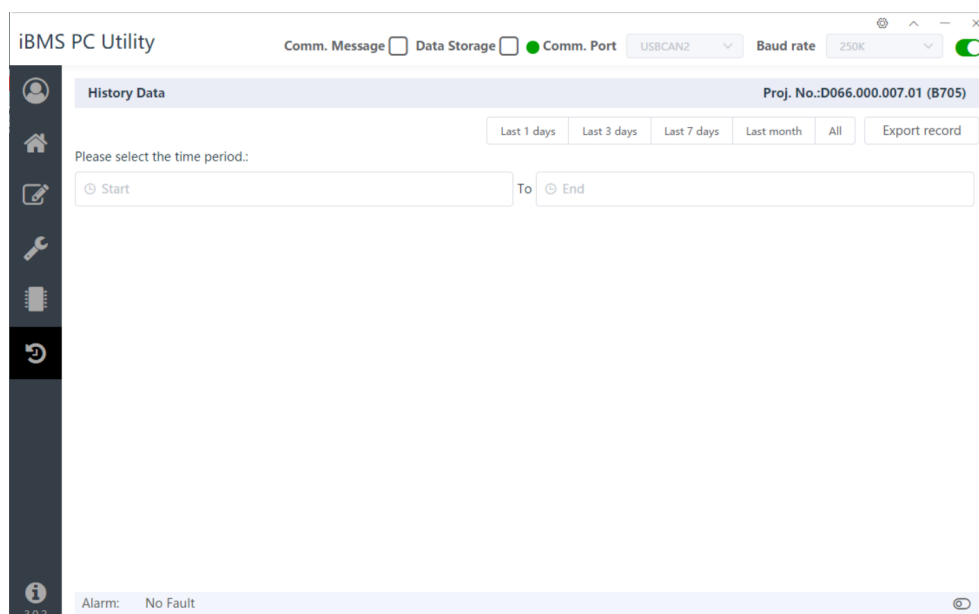 iBMS PC Utility
Comm. Message Data Storage Comm. Port USBCAN2 Baud rate 250K
History Data Proj. No.:D066.000.007.01 (B705)
Last 1 days Last 3 days Last 7 days Last month All Export record
Please select the time period.:
Start To End
Alarm: No Fault